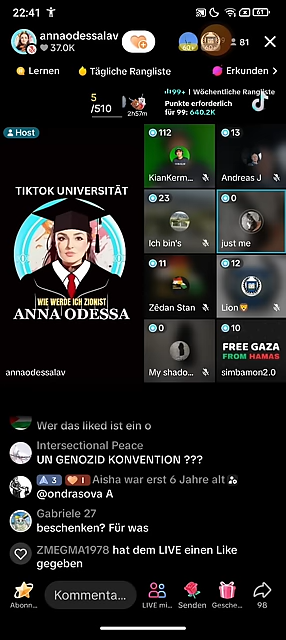 22:41
61
annaodessalav
37.0K
60+
60+
81
Lernen
Tägliche Rangliste
Erkunden
5
/510
2h57m
99+ | Wöchentliche Rangliste
Punkte erforderlich
für 99: 640.2K
Host
TIKTOK UNIVERSITÄT
WIE WERDE ICH ZIONIST
ANNA ODESSA
annaodessalav
112
KianKerm...
13
Andreas J
23
Ich bin's
0
just me
11
Zêdan Stan
12
Lion🦁
0
My shado...
10
FREE GAZA
FROM HAMAS
simbamon2.0
Wer das liked ist ein o
Intersectional Peace
UN GENOZID KONVENTION ???
3
1
Aisha war erst 6 Jahre alt
@ondrasova A
Gabriele 27
beschenken? Für was
ZMEGMA1978 hat dem LIVE einen Like
gegeben
Abonn...
Kommenta...
LIVE mi...
Senden
Gesche...
98